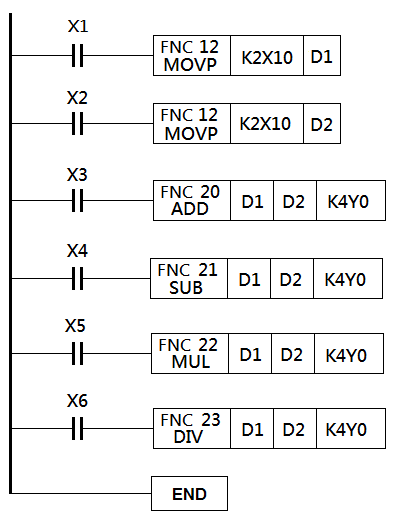 X1
FNC 12
MOVP K2X10 D1
X2
FNC 12
MOVP K2X10 D2
X3
FNC 20
ADD D1 D2 K4Y0
X4
FNC 21
SUB D1 D2 K4Y0
X5
FNC 22
MUL D1 D2 K4Y0
X6
FNC 23
DIV D1 D2 K4Y0
END